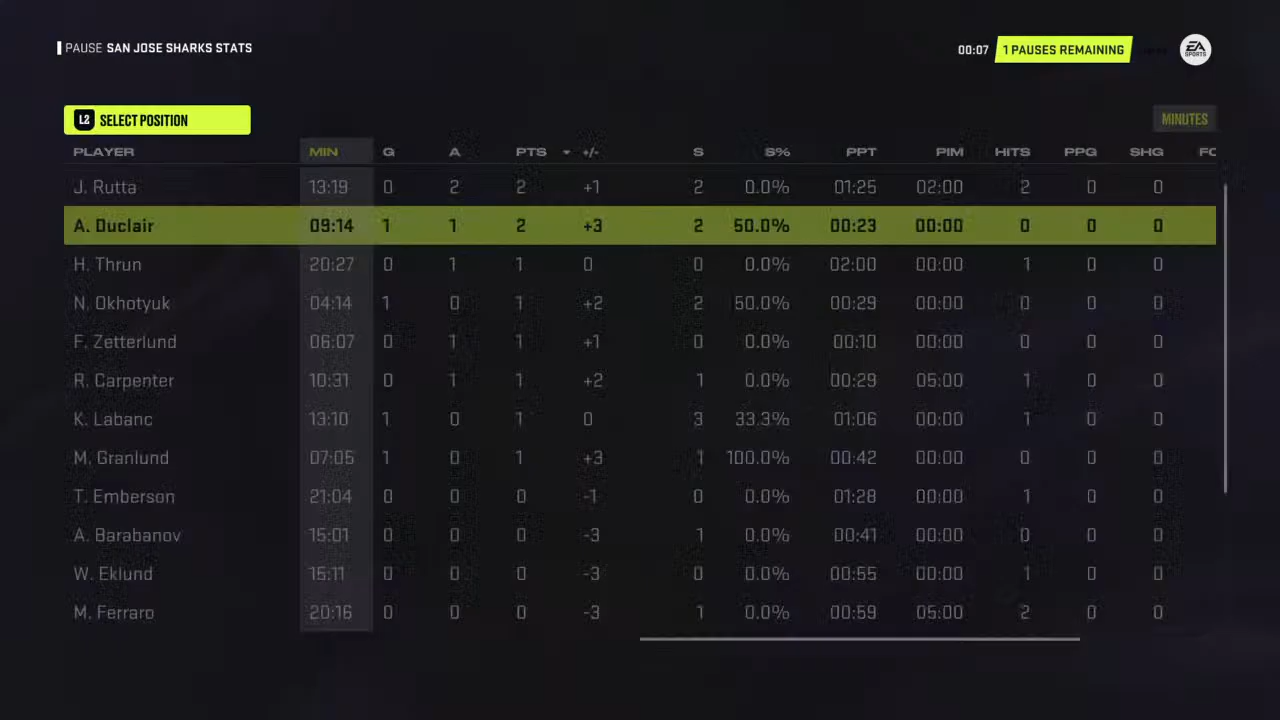 PAUSE SAN JOSE SHARKS STATS
00:07 1 PAUSES REMAINING EA SPORTS
L2 SELECT POSITION
MINUTES
PLAYER MIN G A PTS +/- S S% PPT PIM HITS PPG SHG FO
J. Rutta 13:19 0 2 2 +1 2 0.0% 01:25 02:00 2 0 0
A. Duclair 09:14 1 1 2 +3 2 50.0% 00:23 00:00 0 0 0
H. Thrun 20:27 0 1 1 0 0 0.0% 02:00 00:00 1 0 0
N. Okhotyuk 04:14 1 0 1 +2 2 50.0% 00:29 00:00 0 0 0
F. Zetterlund 06:07 0 1 1 +1 0 0.0% 00:10 00:00 0 0 0
R. Carpenter 10:31 0 1 1 +2 1 0.0% 00:29 05:00 1 0 0
K. Labanc 13:10 1 0 1 0 3 33.3% 01:06 00:00 1 0 0
M. Granlund 07:05 1 0 1 +3 1 100.0% 00:42 00:00 0 0 0
T. Emberson 21:04 0 0 0 -1 0 0.0% 01:28 00:00 1 0 0
A. Barabanov 15:01 0 0 0 -3 1 0.0% 00:41 00:00 0 0 0
W. Eklund 15:11 0 0 0 -3 0 0.0% 00:55 00:00 1 0 0
M. Ferraro 20:16 0 0 0 -3 1 0.0% 00:59 05:00 2 0 0